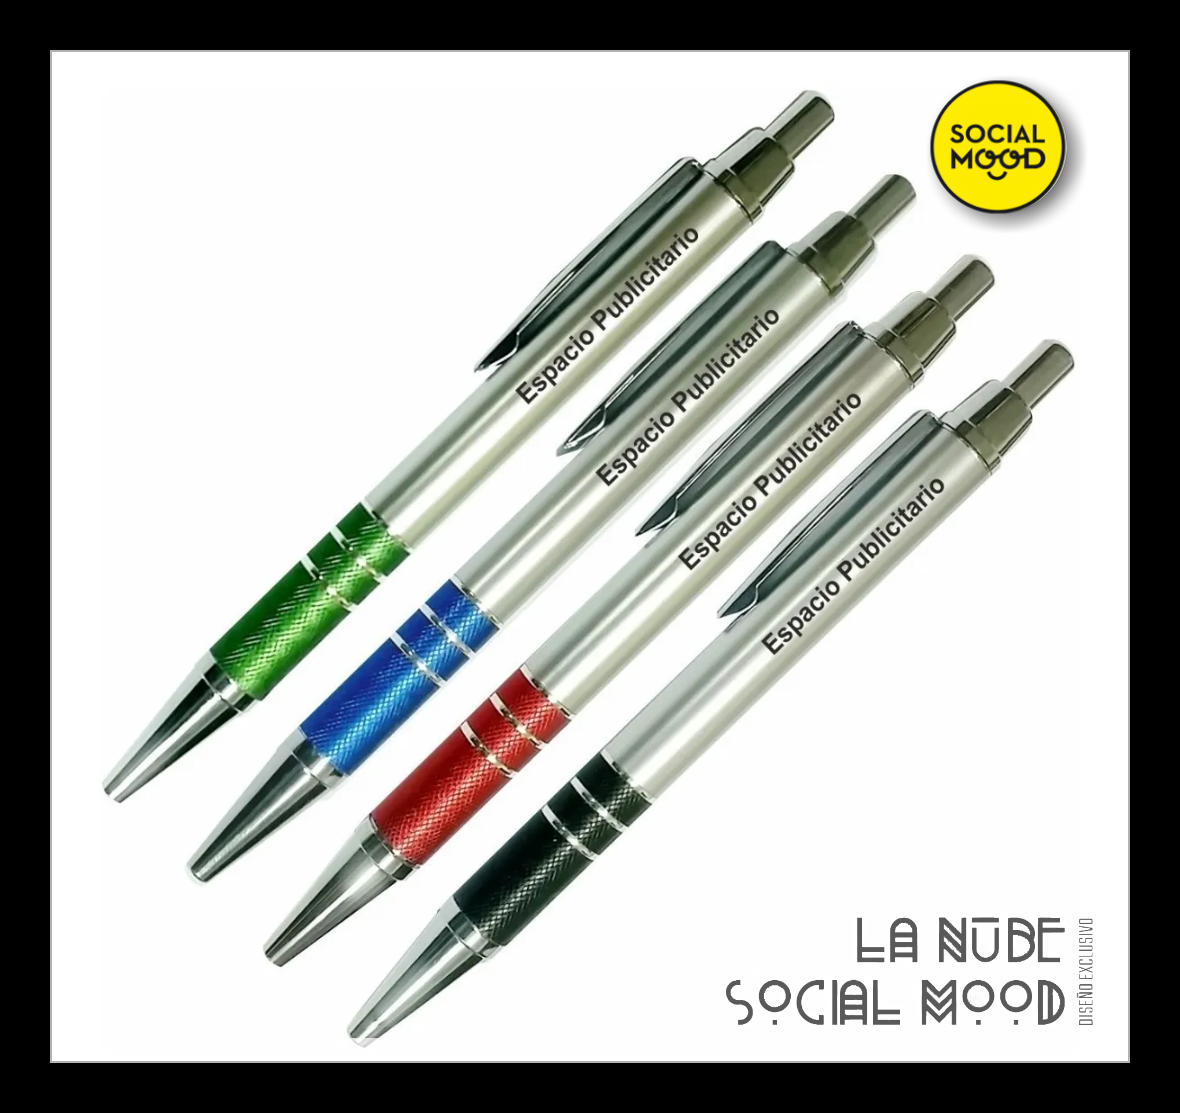 SOCIAL
MOOD
Espacio Publicitario
Espacio Publicitario
Espacio Publicitario
Espacio Publicitario
LA NUBE
SOCIAL MOOD
DISEÑO EXCLUSIVO